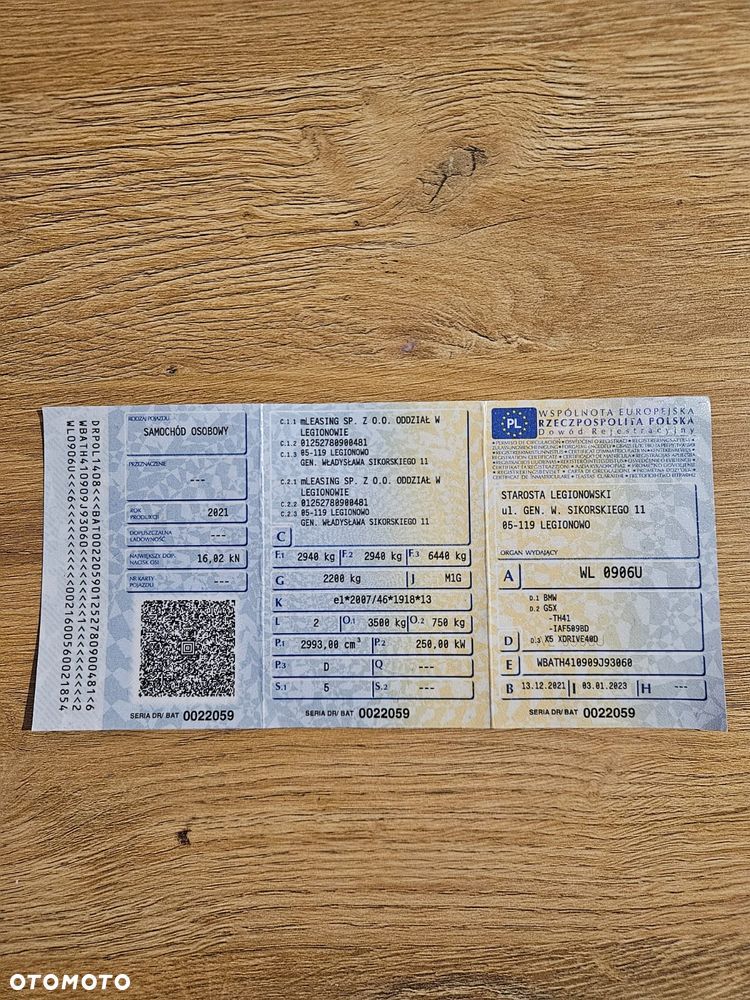 DRPOL1408<<BAT0022059012527809004816
WBATH410909J93060<<<<<<<<<<<1<<<<<<<2
WL0906U<<<<<<<<<<<<<<<0021600560021854
RODZAJ POJAZDU
SAMOCHÓD OSOBOWY
PRZEZNACZENIE
---
ROK PRODUKCJI 2021
DOPUSZCZALNA ŁADOWNOŚĆ ---
NAJWIĘKSZY DOP. NACISK OSI 16,02 kN
NR KARTY POJAZDU ---
SERIA DR/ BAT 0022059
C.1.1 mLEASING SP. Z O.O. ODDZIAŁ W
LEGIONOWIE
C.1.2 01252780900481
C.1.3 05-119 LEGIONOWO
GEN. WŁADYSŁAWA SIKORSKIEGO 11
C.2.1 mLEASING SP. Z O.O. ODDZIAŁ W
LEGIONOWIE
C.2.2 01252780900481
C.2.3 05-119 LEGIONOWO
GEN. WŁADYSŁAWA SIKORSKIEGO 11
C
F.1 2940 kg F.2 2940 kg F.3 6440 kg
G 2200 kg J M1G
K e1*2007/46*1918*13
L 2 O.1 3500 kg O.2 750 kg
P.1 2993,00 cm³ P.2 250,00 kW
P.3 D Q ---
S.1 5 S.2 ---
SERIA DR/ BAT 0022059
PL
WSPÓLNOTA EUROPEJSKA
RZECZPOSPOLITA POLSKA
Dowód Rejestracyjny
STAROSTA LEGIONOWSKI
ul. GEN. W. SIKORSKIEGO 11
05-119 LEGIONOWO
ORGAN WYDAJĄCY
A WL 0906U
D.1 BMW
D.2 G5X
-TH41
-IAF509BD
D D.3 X5 XDRIVE40D
E WBATH410909J93060
B 13.12.2021 I 03.01.2023 H ---
SERIA DR/ BAT 0022059
OTOMOTO